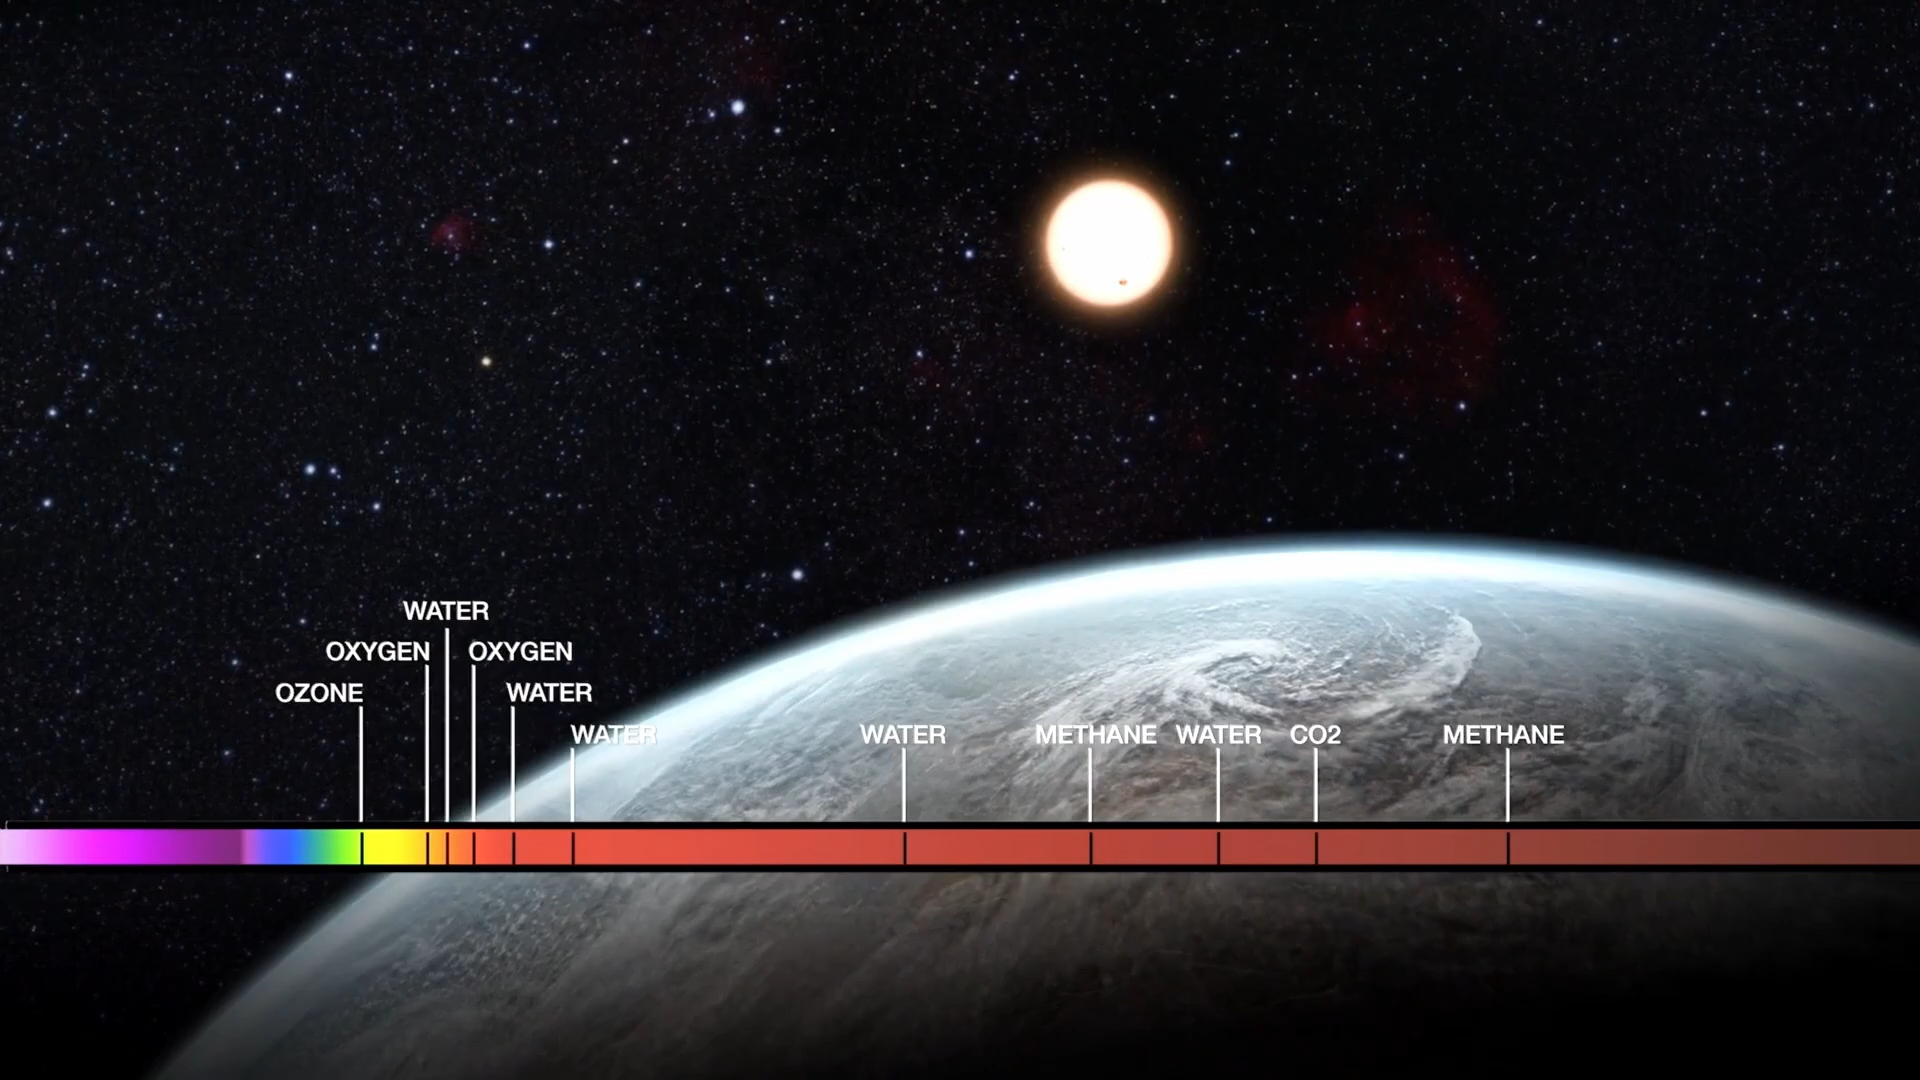 WATER
OXYGEN OXYGEN
OZONE WATER
WATER WATER METHANE WATER CO2 METHANE